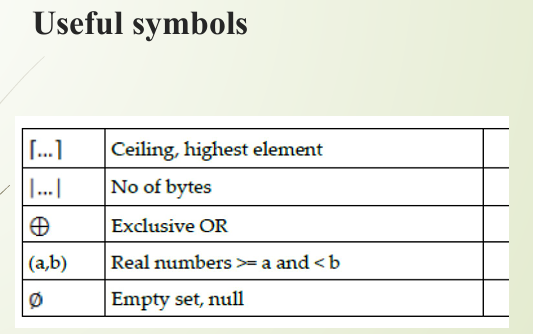 Useful symbols
⌈...⌉ Ceiling, highest element
|...| No of bytes
⊕ Exclusive OR
(a,b) Real numbers >= a and < b
Ø Empty set, null